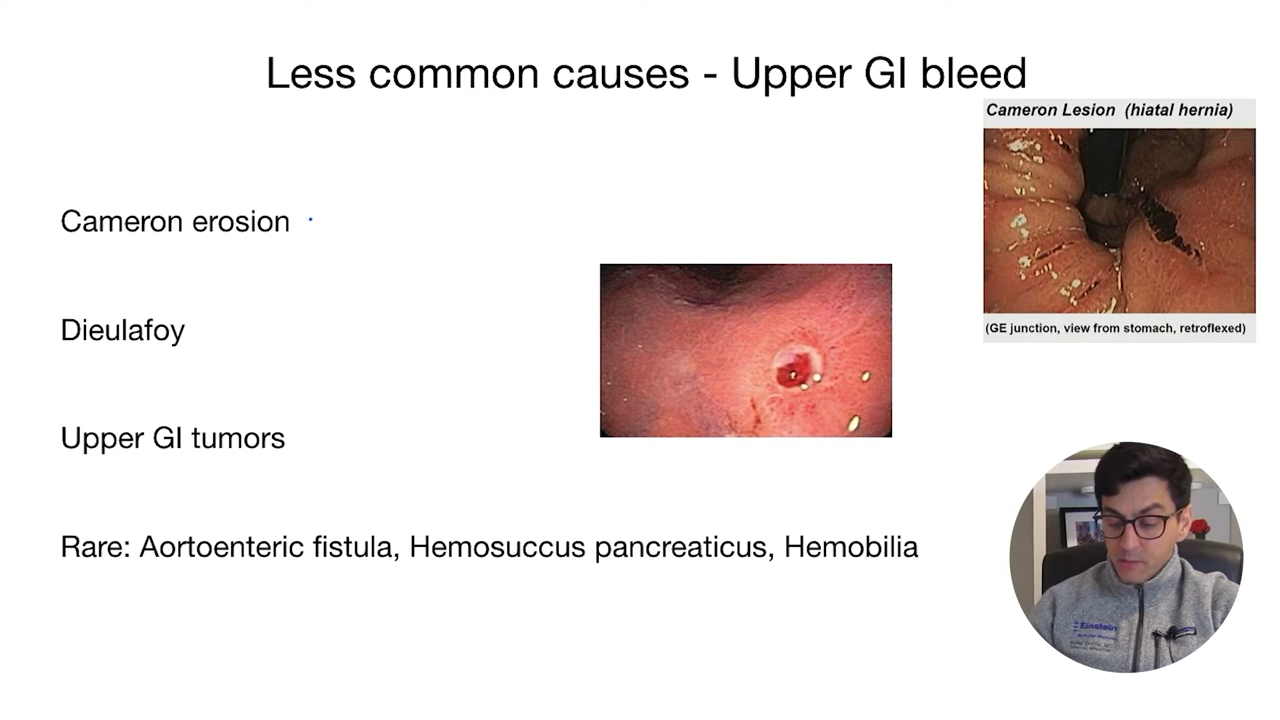 Less common causes - Upper GI bleed
Cameron Lesion (hiatal hernia)
Cameron erosion
Dieulafoy
(GE junction, view from stomach, retroflexed)
Upper GI tumors
Rare: Aortoenteric fistula, Hemosuccus pancreaticus, Hemobilia
Einstein